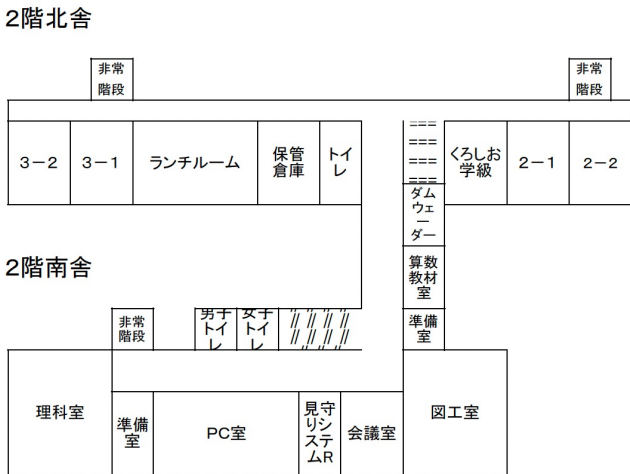 2階北舎
非常
階段
非常
階段
3-2
3-1
ランチルーム
保管
倉庫
トイ
レ
くろしお
学級
2-1
2-2
ダム
ウェ
ー
ダー
2階南舎
算数
教材
室
非常
階段
男子
トイ
レ
女子
トイ
レ
準備
室
理科室
準備
室
PC室
見守
りシ
ステ
ムR
会議室
図工室